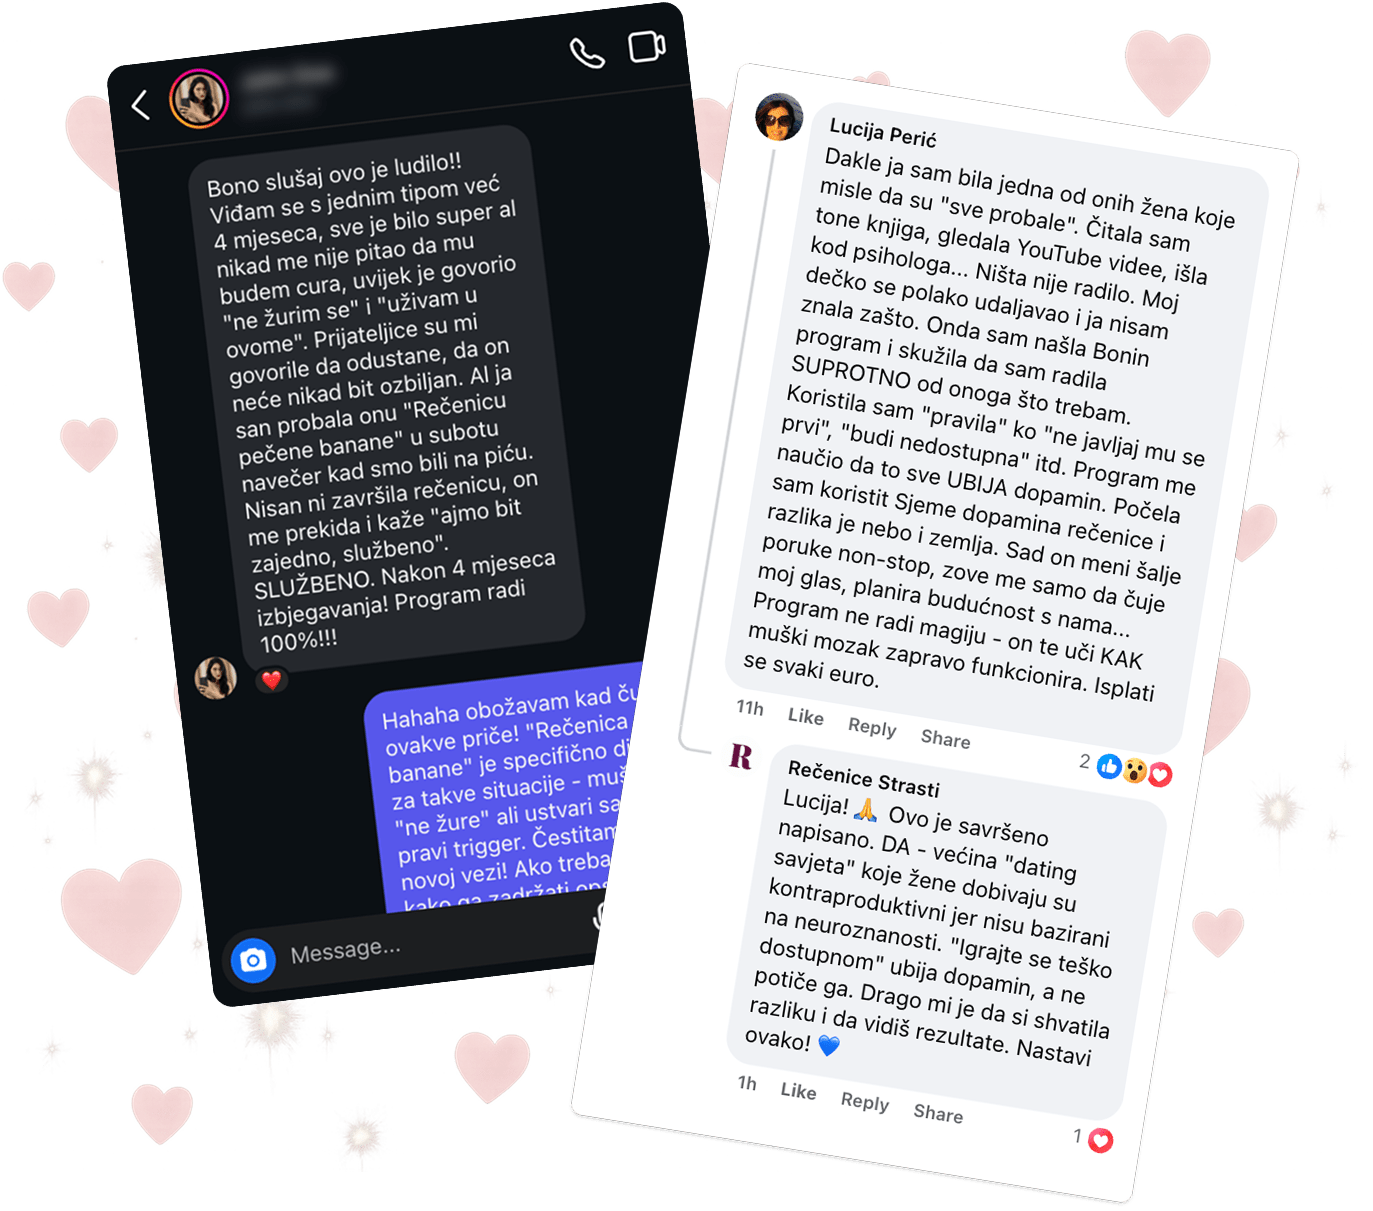 Bono slušaj ovo je ludilo!!
Viđam se s jednim tipom već
4 mjeseca, sve je bilo super al
nikad me nije pitao da mu
budem cura, uvijek je govorio
"ne žurim se" i "uživam u
ovome". Prijateljice su mi
govorile da odustane, da on
neće nikad bit ozbiljan. Al ja
san probala onu "Rečenicu
pečene banane" u subotu
navečer kad smo bili na piću.
Nisan ni završila rečenicu, on
me prekida i kaže "ajmo bit
zajedno, službeno".
SLUŽBENO. Nakon 4 mjeseca
izbjegavanja! Program radi
100%!!!
Hahaha obožavam kad
ovakve priče! "Rečenica
banane" je specifično
za takve situacije -
"ne žure" ali ustvari
pravi trigger.
novoj vezi! Ako treba
kako ga zadržati
Message...
Lucija Perić
Dakle ja sam bila jedna od onih žena koje
misle da su "sve probale". Čitala sam
tone knjiga, gledala YouTube videe, išla
kod psihologa... Ništa nije radilo. Moj
dečko se polako udaljavao i ja nisam
znala zašto. Onda sam našla Bonin
program i skužila da sam radila
SUPROTNO od onoga što trebam.
Koristila sam "pravila" ko "ne javljaj mu se
prvi", "budi nedostupna" itd. Program me
naučio da to sve UBIJA dopamin. Počela
sam koristit Sjeme dopamina rečenice i
razlika je nebo i zemlja. Sad on meni šalje
poruke non-stop, zove me samo da čuje
moj glas, planira budućnost s nama...
Program ne radi magiju - on te uči KAK
muški mozak zapravo funkcionira. Isplati
se svaki euro.
11h Like Reply Share 2
R
Rečenice Strasti
Lucija! 🙏 Ovo je savršeno
napisano. DA - većina "dating
savjeta" koje žene dobivaju su
kontraproduktivni jer nisu bazirani
na neuroznanosti. "Igrajte se teško
dostupnom" ubija dopamin, a ne
potiče ga. Drago mi je da si shvatila
razliku i da vidiš rezultate. Nastavi
ovako! 💙
1h Like Reply Share
1